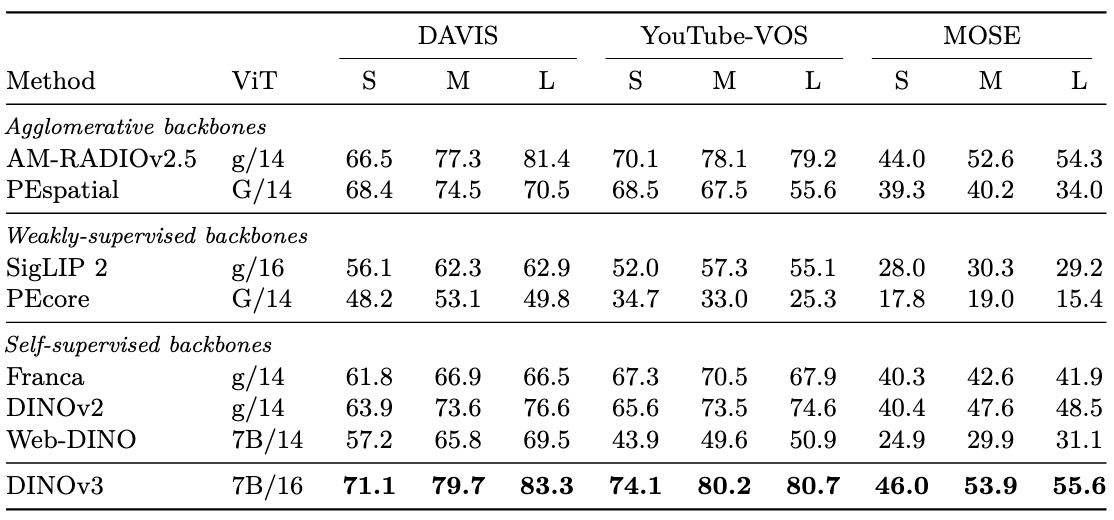 DAVIS YouTube-VOS MOSE
Method ViT S M L S M L S M L
Agglomerative backbones
AM-RADIOv2.5 g/14 66.5 77.3 81.4 70.1 78.1 79.2 44.0 52.6 54.3
PEspatial G/14 68.4 74.5 70.5 68.5 67.5 55.6 39.3 40.2 34.0
Weakly-supervised backbones
SigLIP 2 g/16 56.1 62.3 62.9 52.0 57.3 55.1 28.0 30.3 29.2
PEcore G/14 48.2 53.1 49.8 34.7 33.0 25.3 17.8 19.0 15.4
Self-supervised backbones
Franca g/14 61.8 66.9 66.5 67.3 70.5 67.9 40.3 42.6 41.9
DINOv2 g/14 63.9 73.6 76.6 65.6 73.5 74.6 40.4 47.6 48.5
Web-DINO 7B/14 57.2 65.8 69.5 43.9 49.6 50.9 24.9 29.9 31.1
DINOv3 7B/16 71.1 79.7 83.3 74.1 80.2 80.7 46.0 53.9 55.6